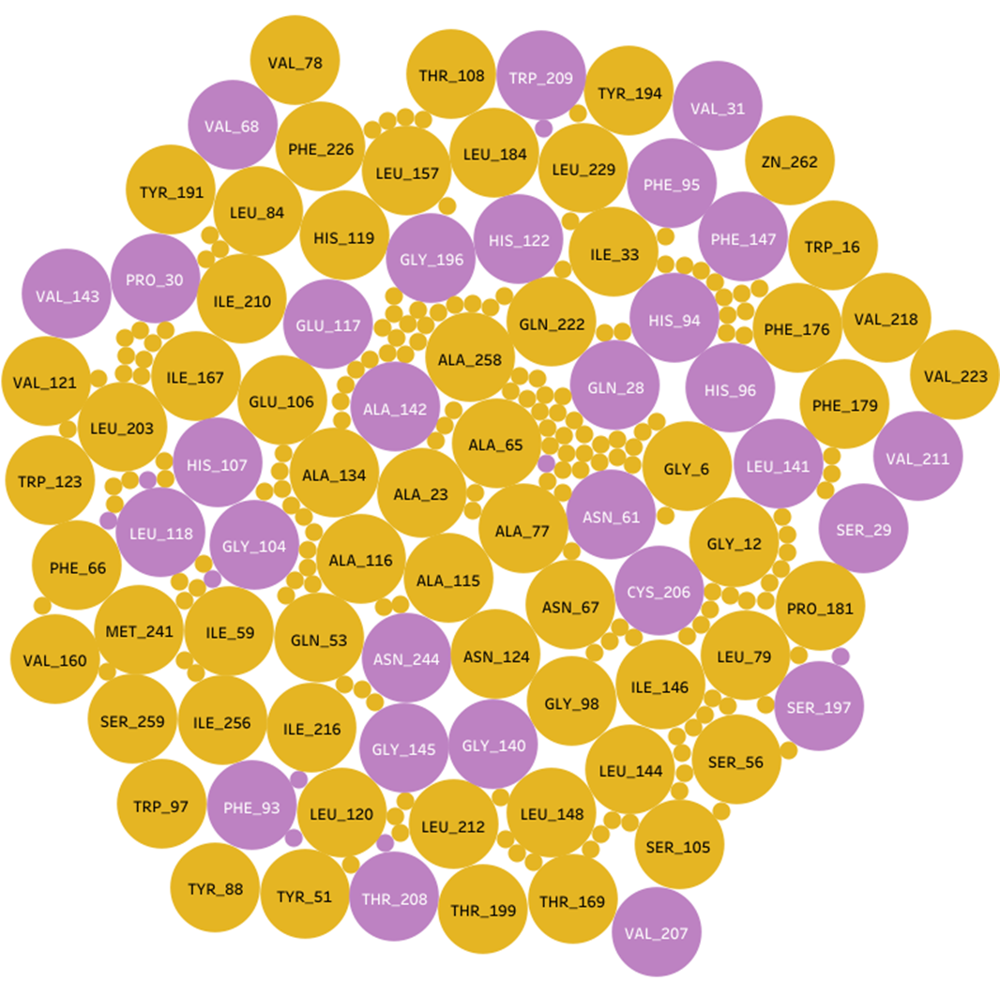 VAL_78
THR_108
TRP_209
TYR_194
VAL_31
VAL_68
PHE_226
LEU_184
LEU_157
LEU_229
ZN_262
PHE_95
TYR_191
LEU_84
HIS_119
HIS_122
PHE_147
GLY_196
ILE_33
TRP_16
PRO_30
VAL_143
ILE_210
GLU_117
GLN_222
HIS_94
PHE_176
VAL_218
ALA_258
VAL_121
ILE_167
VAL_223
GLU_106
ALA_142
GLN_28
HIS_96
PHE_179
LEU_203
ALA_65
HIS_107
GLY_6
LEU_141
VAL_211
TRP_123
ALA_134
ALA_23
ASN_61
LEU_118
GLY_104
ALA_77
GLY_12
SER_29
PHE_66
ALA_116
ALA_115
CYS_206
ASN_67
PRO_181
MET_241
ILE_59
GLN_53
VAL_160
ASN_244
ASN_124
LEU_79
ILE_146
GLY_98
SER_197
SER_259
ILE_256
ILE_216
GLY_145
GLY_140
LEU_144
SER_56
TRP_97
PHE_93
LEU_120
LEU_212
LEU_148
SER_105
TYR_88
TYR_51
THR_208
THR_199
THR_169
VAL_207